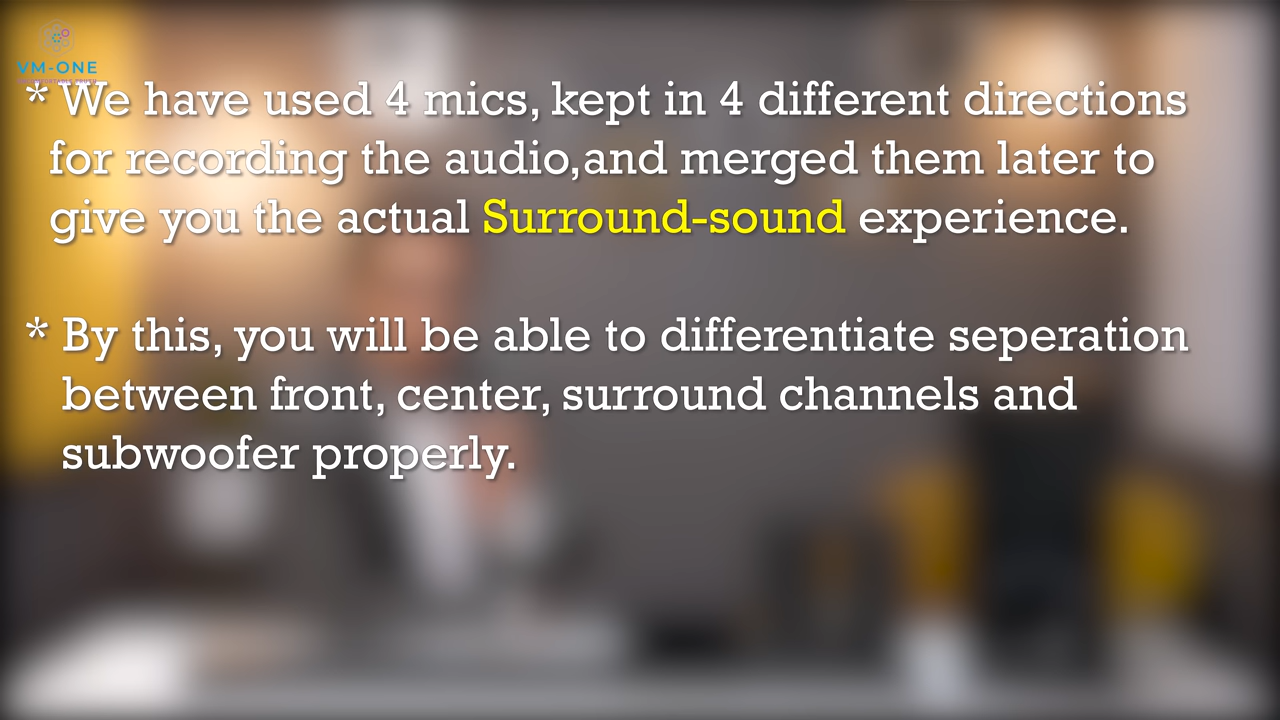 VM-ONE
* We have used 4 mics, kept in 4 different directions
for recording the audio,and merged them later to
give you the actual Surround-sound experience.
* By this, you will be able to differentiate seperation
between front, center, surround channels and
subwoofer properly.